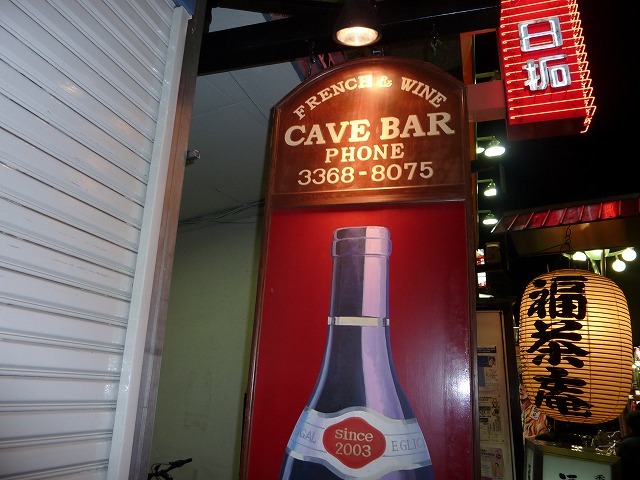 FRENCH & WINE
CAVE BAR
PHONE
3368-8075
since
2003
日拓
福茶庵